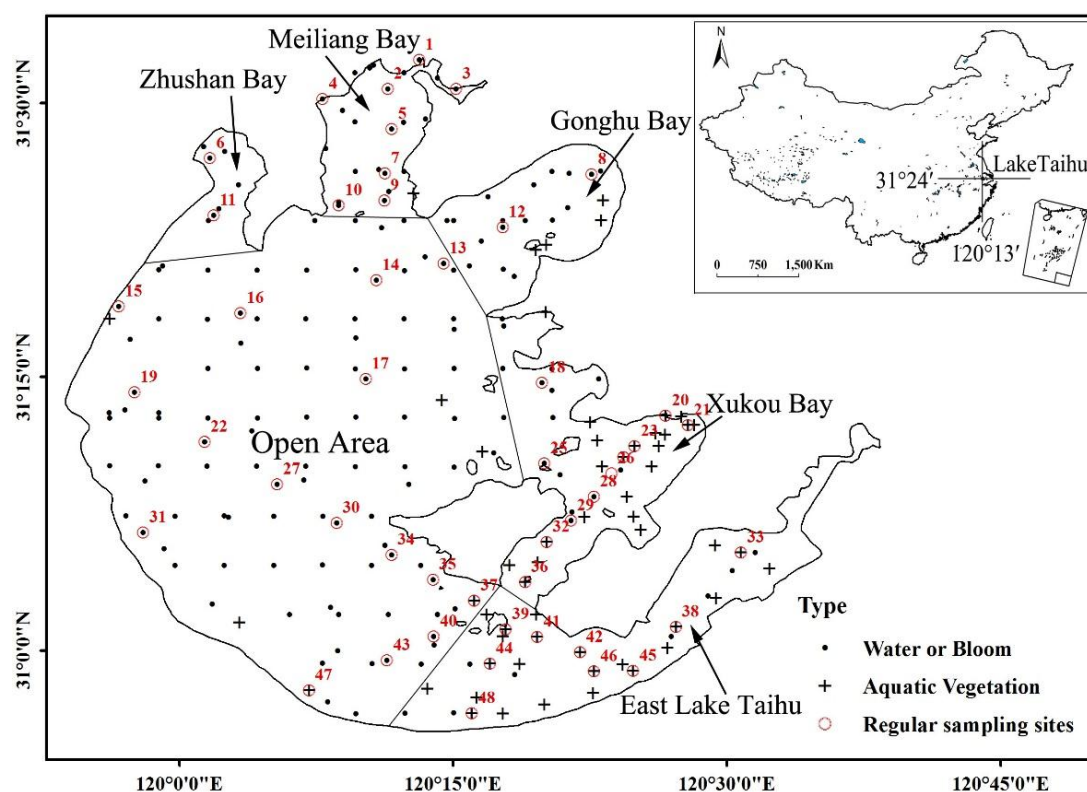 Meiliang Bay
Zhushan Bay
Gonghu Bay
Open Area
Xukou Bay
East Lake Taihu
1
2
3
4
5
6
7
8
9
10
11
12
13
14
15
16
17
18
19
20
21
22
23
25
26
27
28
29
30
31
32
33
34
35
36
37
38
39
40
41
42
43
44
45
46
47
48
N
LakeTaihu
31°24′
120°13′
0 750 1,500 Km
Type
Water or Bloom
Aquatic Vegetation
Regular sampling sites
31°30'0"N
31°15'0"N
31°0'0"N
120°0'0"E
120°15'0"E
120°30'0"E
120°45'0"E